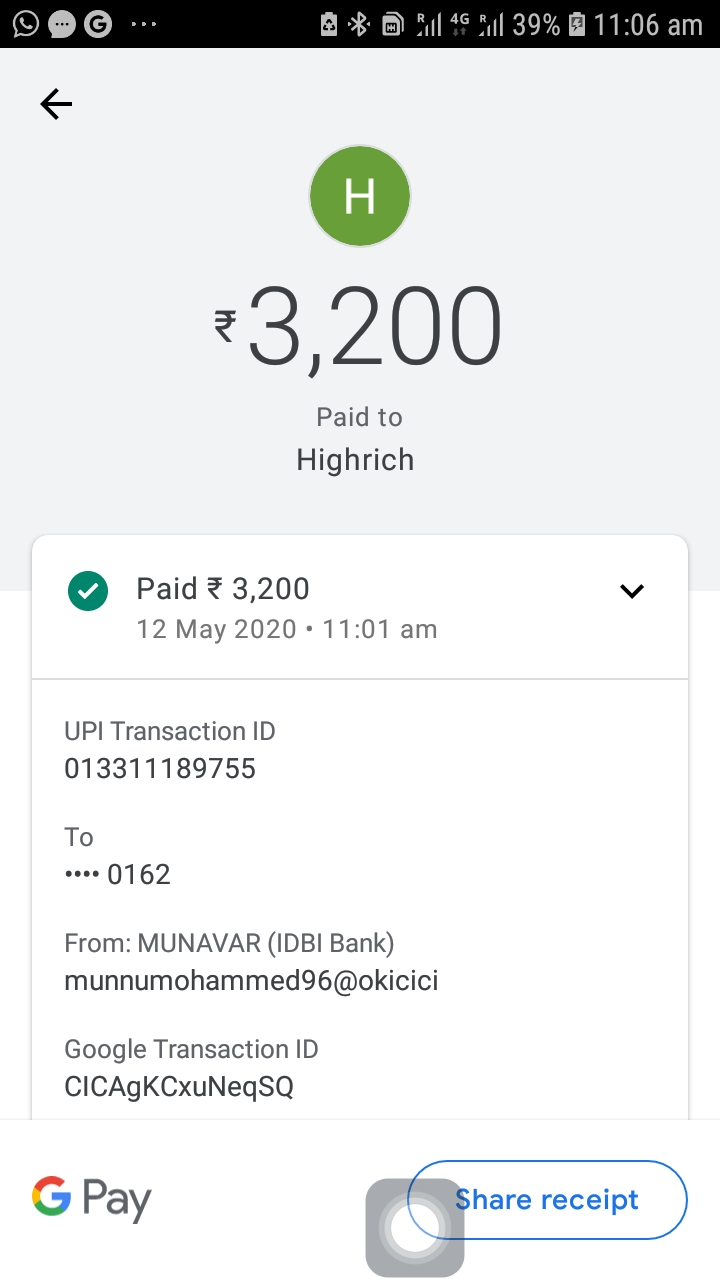 4G 39% 11:06 am
H
₹3,200
Paid to
Highrich
Paid ₹ 3,200
12 May 2020 • 11:01 am
UPI Transaction ID
013311189755
To
•••• 0162
From: MUNAVAR (IDBI Bank)
munnumohammed96@okicici
Google Transaction ID
CICAgKCxuNeqSQ
G Pay
Share receipt